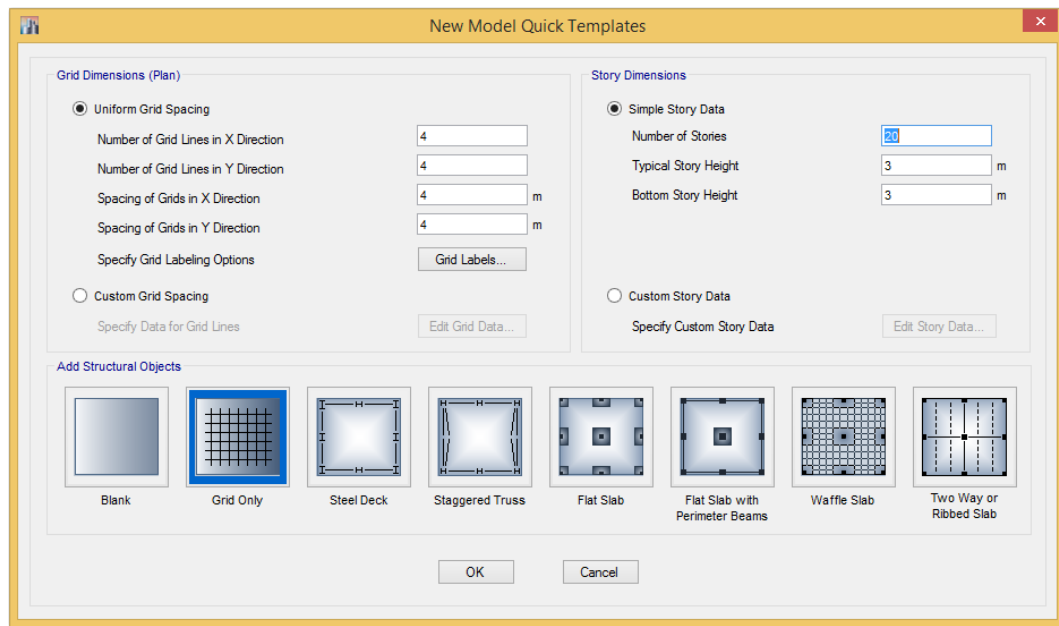 New Model Quick Templates
Grid Dimensions (Plan)
Uniform Grid Spacing
Number of Grid Lines in X Direction 4
Number of Grid Lines in Y Direction 4
Spacing of Grids in X Direction 4 m
Spacing of Grids in Y Direction 4 m
Specify Grid Labeling Options Grid Labels...
Custom Grid Spacing
Specify Data for Grid Lines Edit Grid Data...
Story Dimensions
Simple Story Data
Number of Stories 20
Typical Story Height 3 m
Bottom Story Height 3 m
Custom Story Data
Specify Custom Story Data Edit Story Data...
Add Structural Objects
Blank
Grid Only
Steel Deck
Staggered Truss
Flat Slab
Flat Slab with
Perimeter Beams
Waffle Slab
Two Way or
Ribbed Slab
OK Cancel